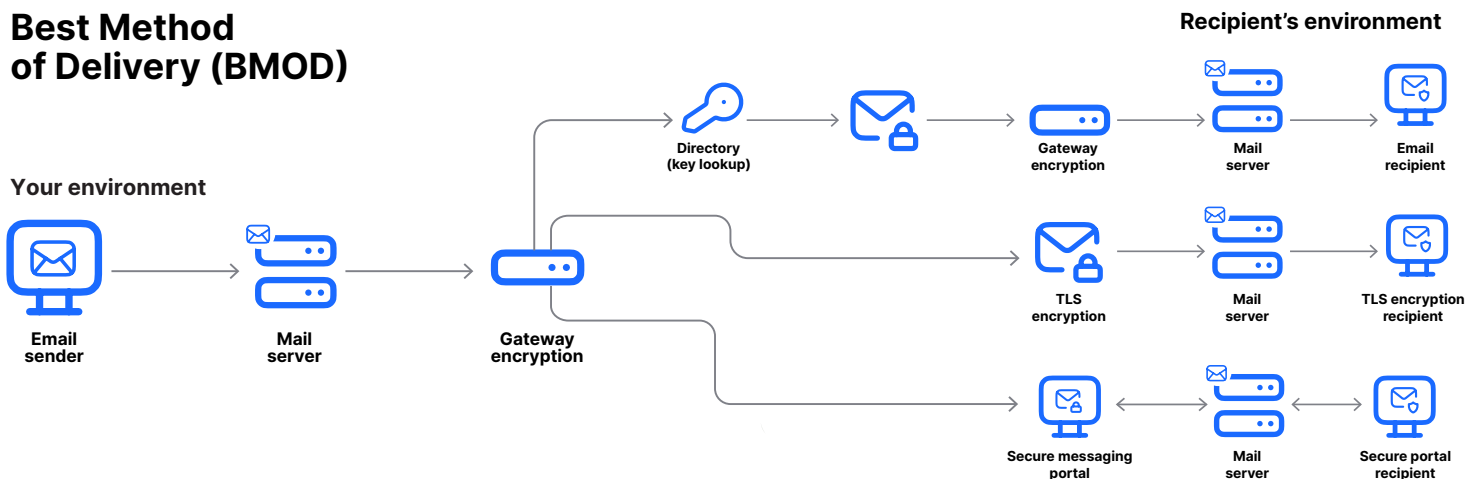 Best Method
of Delivery (BMOD)
Recipient’s environment
Directory
(key lookup)
Gateway
encryption
Mail
server
Email
recipient
Your environment
Email
sender
Mail
server
Gateway
encryption
TLS
encryption
Mail
server
TLS encryption
recipient
Secure messaging
portal
Mail
server
Secure portal
recipient